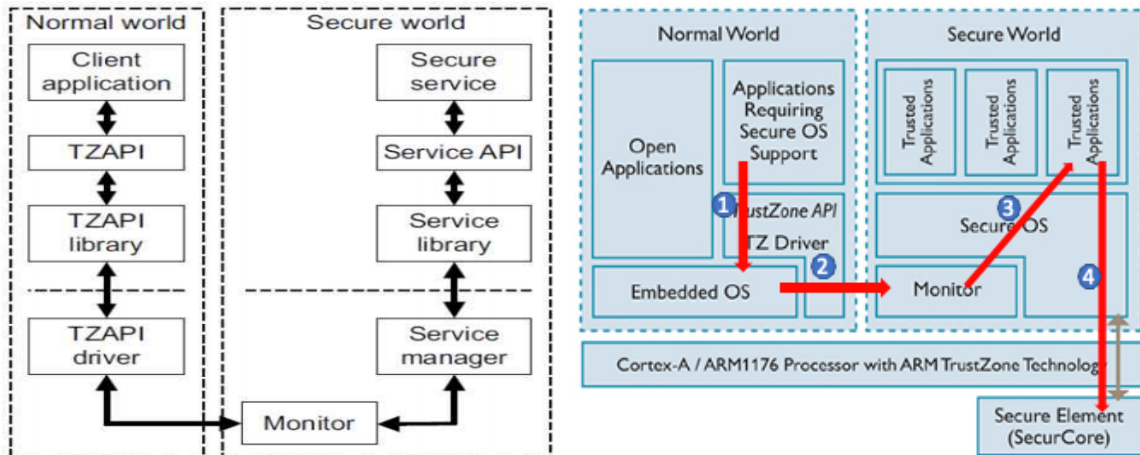 Normal world
Secure world
Client
application
TZAPI
TZAPI
library
TZAPI
driver
Secure
service
Service API
Service
library
Service
manager
Monitor
Normal World
Open
Applications
Applications
Requiring
Secure OS
Support
1
TrustZone API
TZ Driver
2
Embedded OS
Secure World
Trusted
Applications
Trusted
Applications
Trusted
Applications
3
Secure OS
4
Monitor
Cortex-A / ARM1176 Processor with ARM TrustZone Technology
Secure Element
(SecurCore)